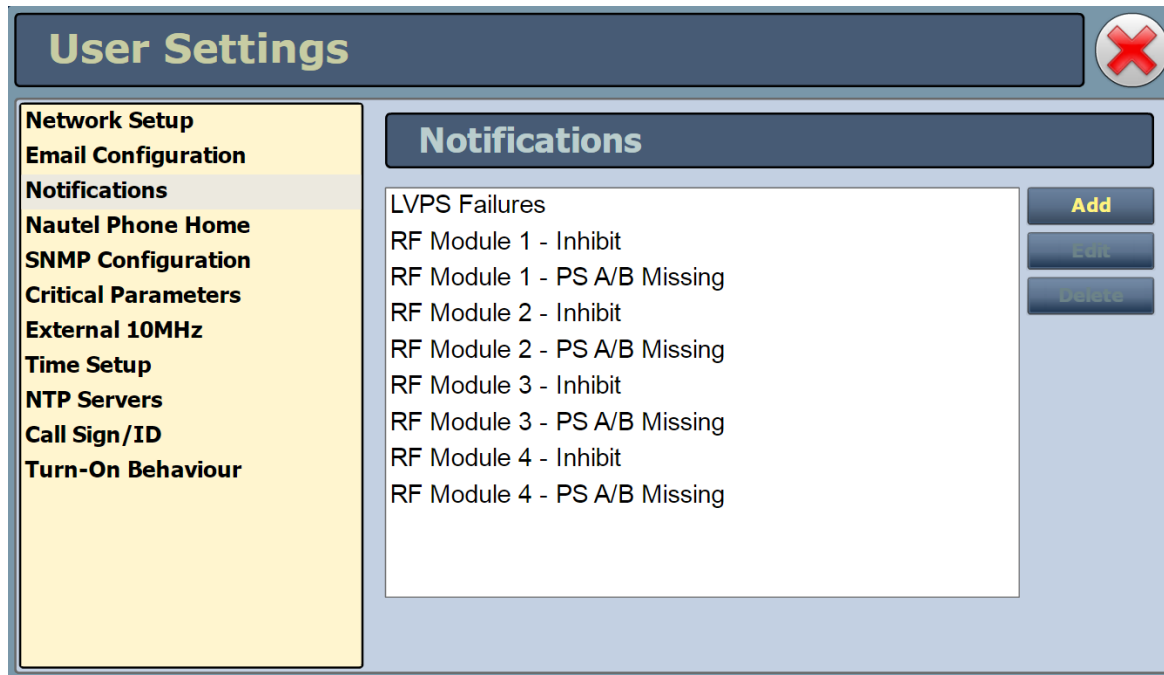 User Settings
Network Setup
Email Configuration
Notifications
Nautel Phone Home
SNMP Configuration
Critical Parameters
External 10MHz
Time Setup
NTP Servers
Call Sign/ID
Turn-On Behaviour
Notifications
LVPS Failures
RF Module 1 - Inhibit
RF Module 1 - PS A/B Missing
RF Module 2 - Inhibit
RF Module 2 - PS A/B Missing
RF Module 3 - Inhibit
RF Module 3 - PS A/B Missing
RF Module 4 - Inhibit
RF Module 4 - PS A/B Missing
Add
Edit
Delete